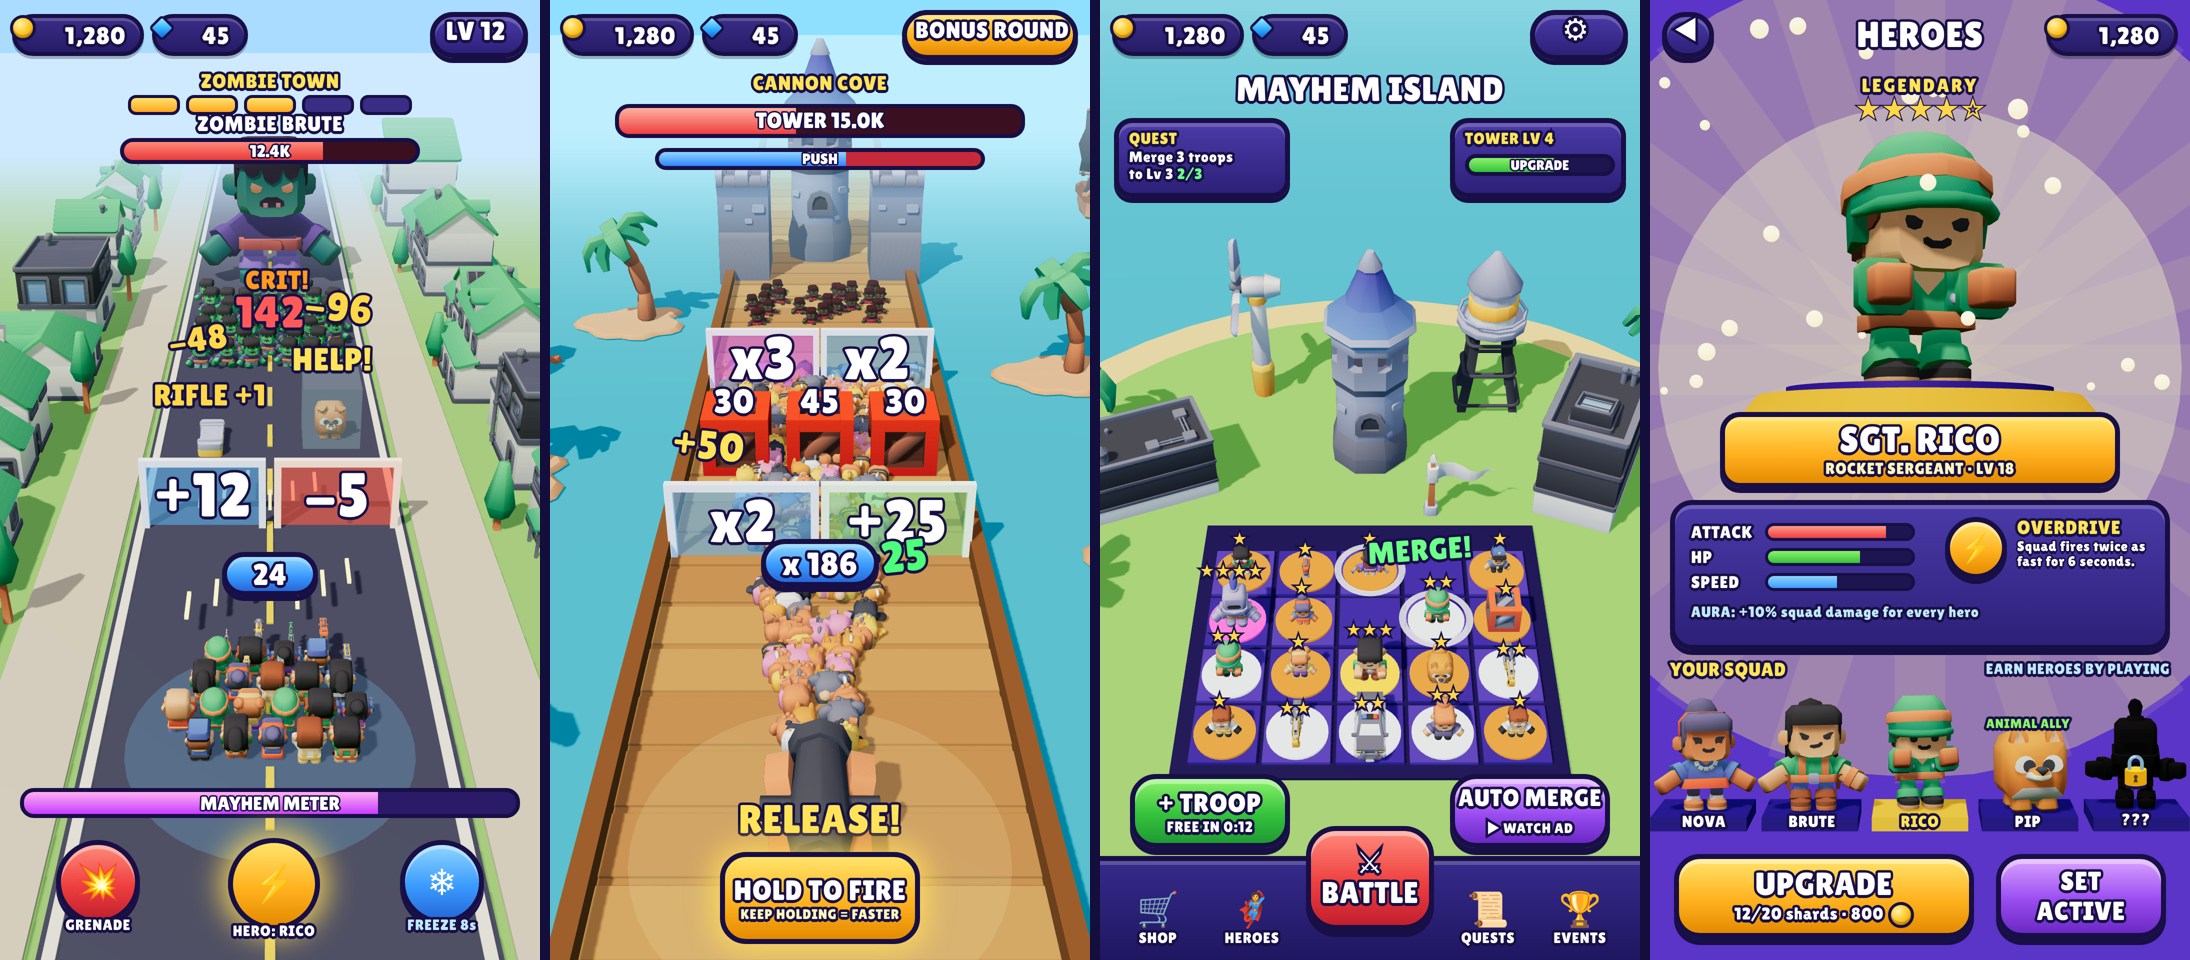 1,280
45
LV 12
ZOMBIE TOWN
ZOMBIE BRUTE
12.4K
CRIT!
142
-96
-48
HELP!
RIFLE +1
+12
-5
24
MAYHEM METER
GRENADE
HERO: RICO
FREEZE 8s
1,280
45
BONUS ROUND
CANNON COVE
TOWER 15.0K
PUSH
x3
x2
30
45
30
+50
x2
+25
x 186
25
RELEASE!
HOLD TO FIRE
KEEP HOLDING = FASTER
1,280
45
MAYHEM ISLAND
QUEST
Merge 3 troops
to Lv 3 2/3
TOWER LV 4
UPGRADE
MERGE!
+ TROOP
FREE IN 0:12
AUTO MERGE
WATCH AD
BATTLE
SHOP
HEROES
QUESTS
EVENTS
HEROES
1,280
LEGENDARY
SGT. RICO
ROCKET SERGEANT · LV 18
ATTACK
HP
SPEED
OVERDRIVE
Squad fires twice as
fast for 6 seconds.
AURA: +10% squad damage for every hero
YOUR SQUAD
EARN HEROES BY PLAYING
ANIMAL ALLY
NOVA
BRUTE
RICO
PIP
???
UPGRADE
12/20 shards · 800
SET
ACTIVE